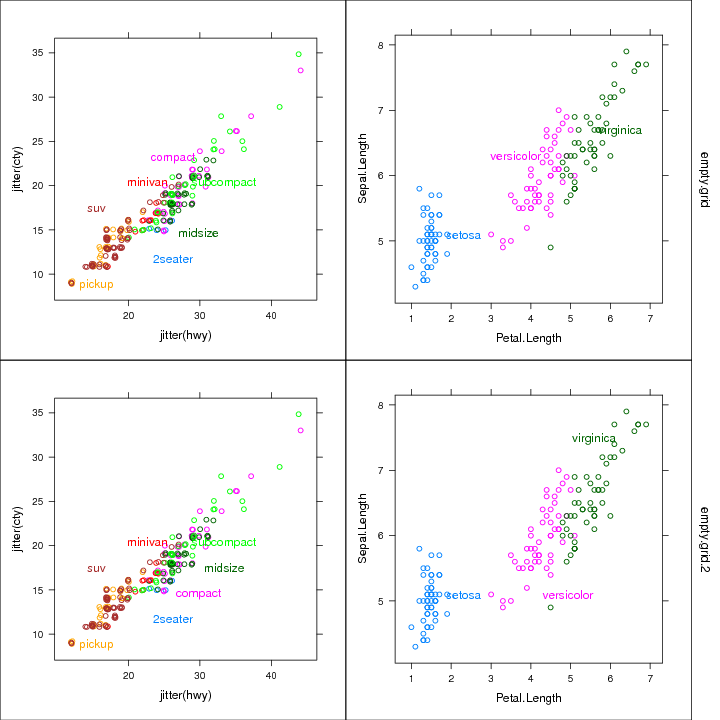 35
30
25
20
15
10
jitter(cty)
compact
minivan
subcompact
suv
midsize
2seater
pickup
20 30 40
jitter(hwy)
8
7
6
5
Sepal.Length
virginica
versicolor
setosa
1 2 3 4 5 6 7
Petal.Length
empty.grid
35
30
25
20
15
10
jitter(cty)
minivan
subcompact
suv
midsize
compact
2seater
pickup
20 30 40
jitter(hwy)
8
7
6
5
Sepal.Length
virginica
setosa
versicolor
1 2 3 4 5 6 7
Petal.Length
empty.grid.2